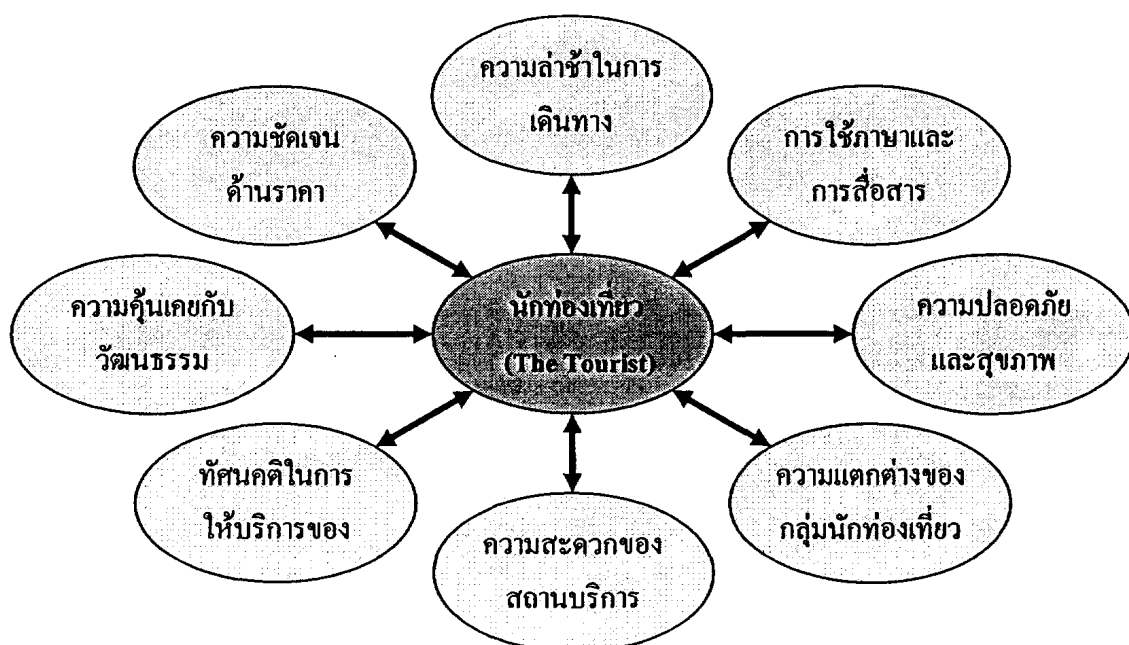 ความล่าช้าในการ
เดินทาง
ความชัดเจน
ด้านราคา
การใช้ภาษาและ
การสื่อสาร
ความคุ้นเคยกับ
วัฒนธรรม
นักท่องเที่ยว
(The Tourist)
ความปลอดภัย
และสุขภาพ
ทัศนคติในการ
ให้บริการของ
ความสะดวกของ
สถานบริการ
ความแตกต่างของ
กลุ่มนักท่องเที่ยว